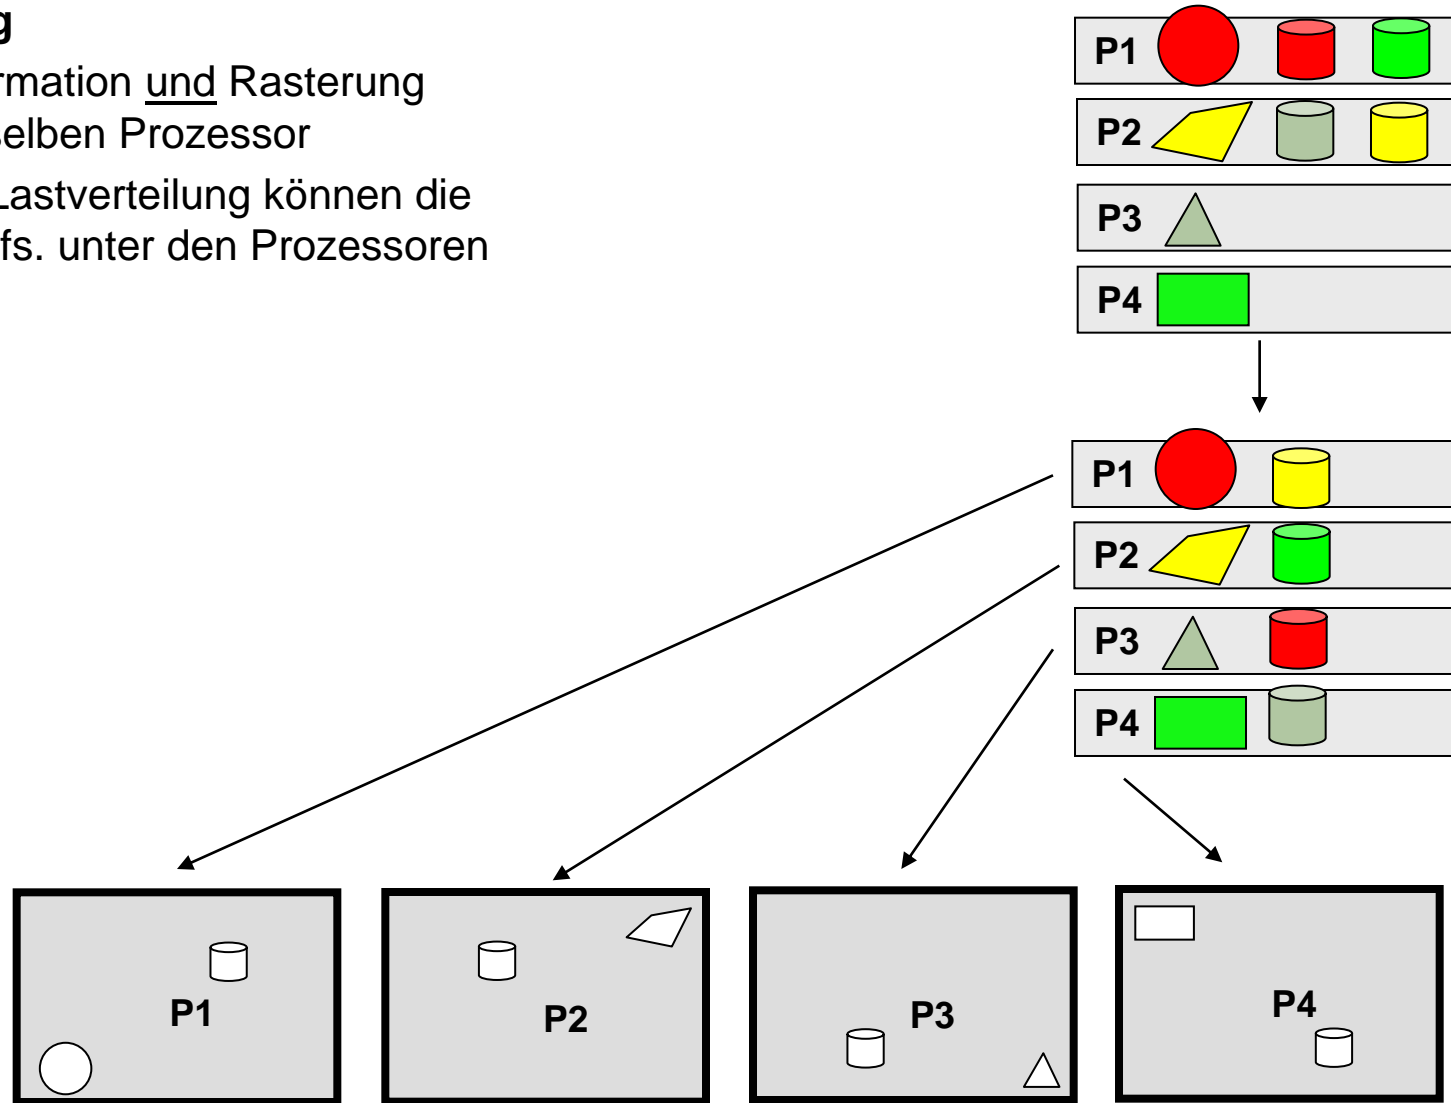 g
rmation und Rasterung
selben Prozessor
Lastverteilung können die
fs. unter den Prozessoren
P1
P2
P3
P4
P1
P2
P3
P4
P1
P2
P3
P4